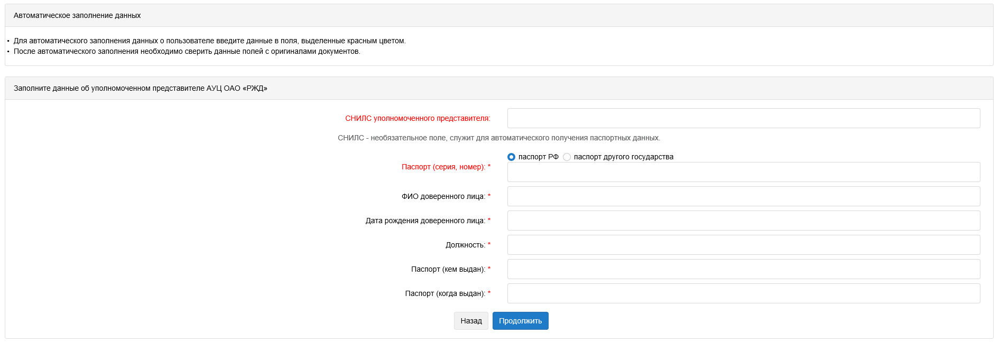 Автоматическое заполнение данных
• Для автоматического заполнения данных о пользователе введите данные в поля, выделенные красным цветом.
• После автоматического заполнения необходимо сверить данные полей с оригиналами документов.
Заполните данные об уполномоченном представителе АУЦ ОАО «РЖД»
СНИЛС уполномоченного представителя:
СНИЛС - необязательное поле, служит для автоматического получения паспортных данных.
паспорт РФ паспорт другого государства
Паспорт (серия, номер): *
ФИО доверенного лица: *
Дата рождения доверенного лица: *
Должность: *
Паспорт (кем выдан): *
Паспорт (когда выдан): *
Назад Продолжить